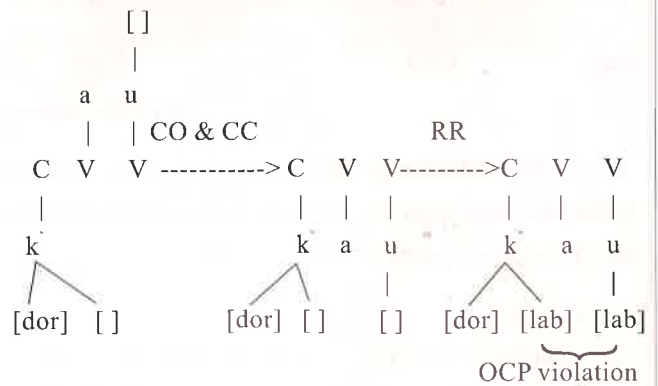 [ ]
a u
CO & CC RR
C V V -----------> C V V --------->C V V
k k a u k a u
[dor] [ ] [dor] [ ] [ ] [dor] [lab] [lab]
OCP violation